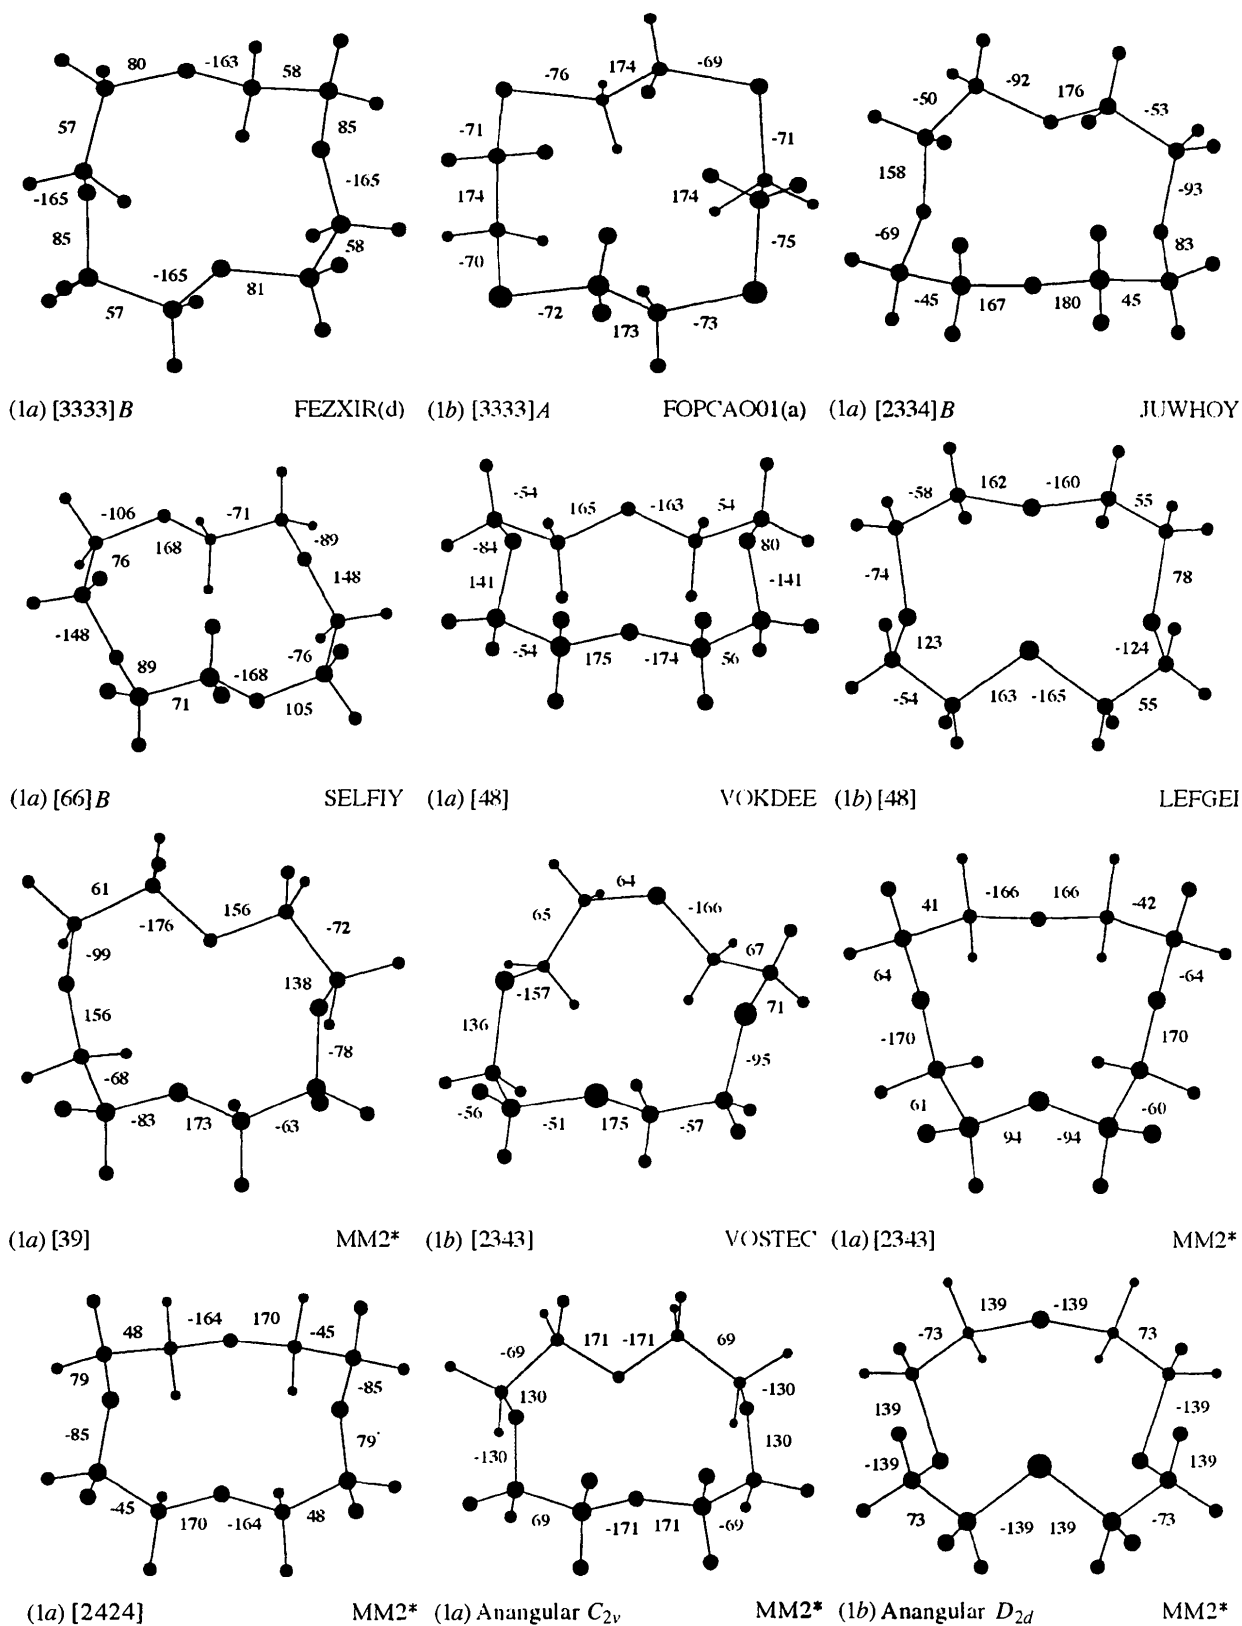 80 -163 58
57 85
-165 -165
85 58
-165 81
57
(1a) [3333]B FEZXIR(d)
-76 174 -69
-71 -71
174 174
-70 -75
-72 173 -73
(1b) [3333]A FOPCAO01(a)
-92 176
-50 -53
158 -93
-69 83
-45 167 180 45
(1a) [2334]B JUWHOY
-106 -71
76 168 -89
148
-148 -76
89 -168
71 105
(1a) [66]B SELFIY
-54 165 -163 54
-84 80
141 -141
-54 175 -174 56
(1a) [48] VOKDEE
-58 162 -160 55
-74 78
123 -124
-54 163 -165 55
(1b) [48] LEFGEI
61 156
-176 -72
-99 138
156 -78
-68
-83 173 -63
(1a) [39] MM2*
64
65 -166
67
-157 71
136 -95
-56 -51 175 -57
(1b) [2343] VOSTEC
41 -166 166 -42
64 -64
-170 170
61 -60
94 -94
(1a) [2343] MM2*
48 -164 170 -45
79 -85
-85 79
-45 170 -164 48
(1a) [2424] MM2*
-69 171 -171 69
130 -130
-130 130
69 -171 171 -69
(1a) Anangular C2v MM2*
-73 139 -139 73
139 -139
-139 139
73 -139 139 -73
(1b) Anangular D2d MM2*